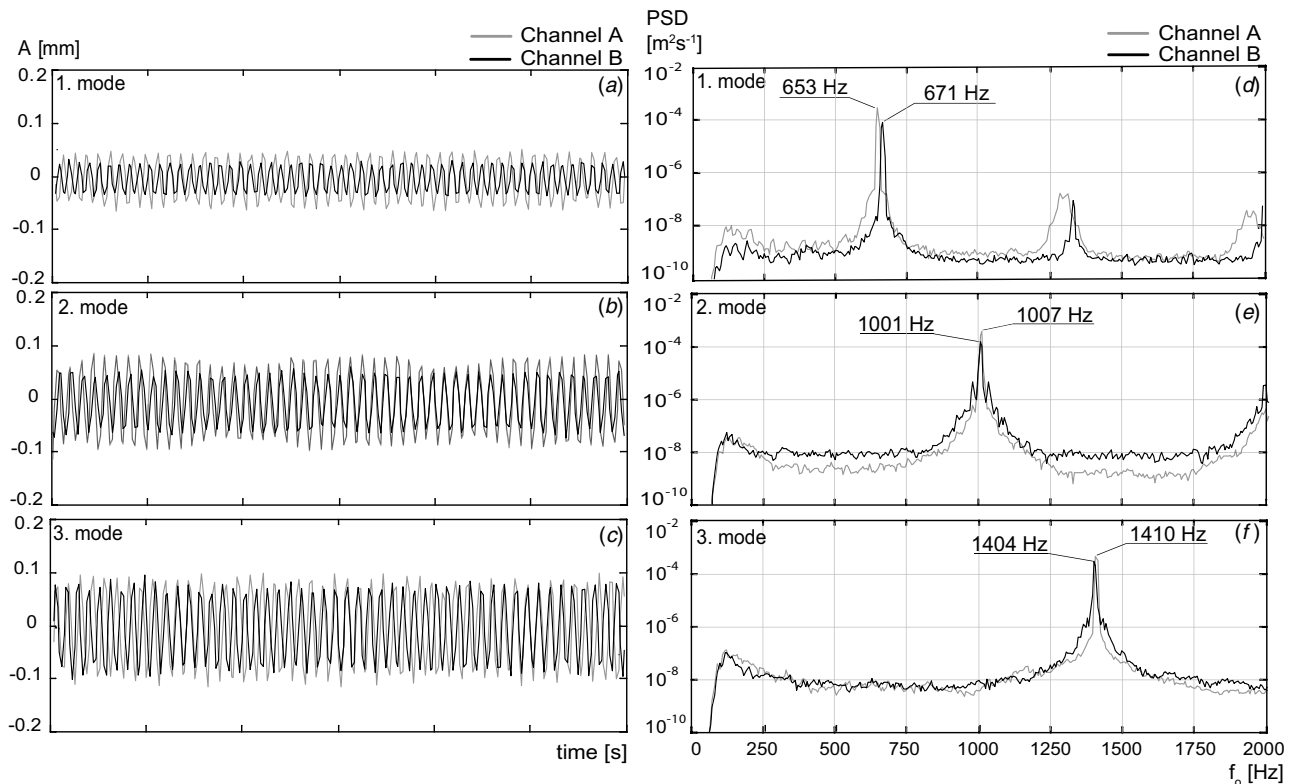 A [mm]
Channel A
Channel B
1. mode
(a)
0.2
0.1
0
-0.1
-0.2
2. mode
(b)
0.2
0.1
0
-0.1
-0.2
3. mode
(c)
0.2
0.1
0
-0.1
-0.2
time [s]
PSD
[m²s⁻¹]
Channel A
Channel B
1. mode
(d)
653 Hz
671 Hz
10⁻²
10⁻⁴
10⁻⁶
10⁻⁸
10⁻¹⁰
2. mode
(e)
1001 Hz
1007 Hz
10⁻²
10⁻⁴
10⁻⁶
10⁻⁸
10⁻¹⁰
3. mode
(f)
1404 Hz
1410 Hz
10⁻²
10⁻⁴
10⁻⁶
10⁻⁸
10⁻¹⁰
0 250 500 750 1000 1250 1500 1750 2000
fₒ [Hz]